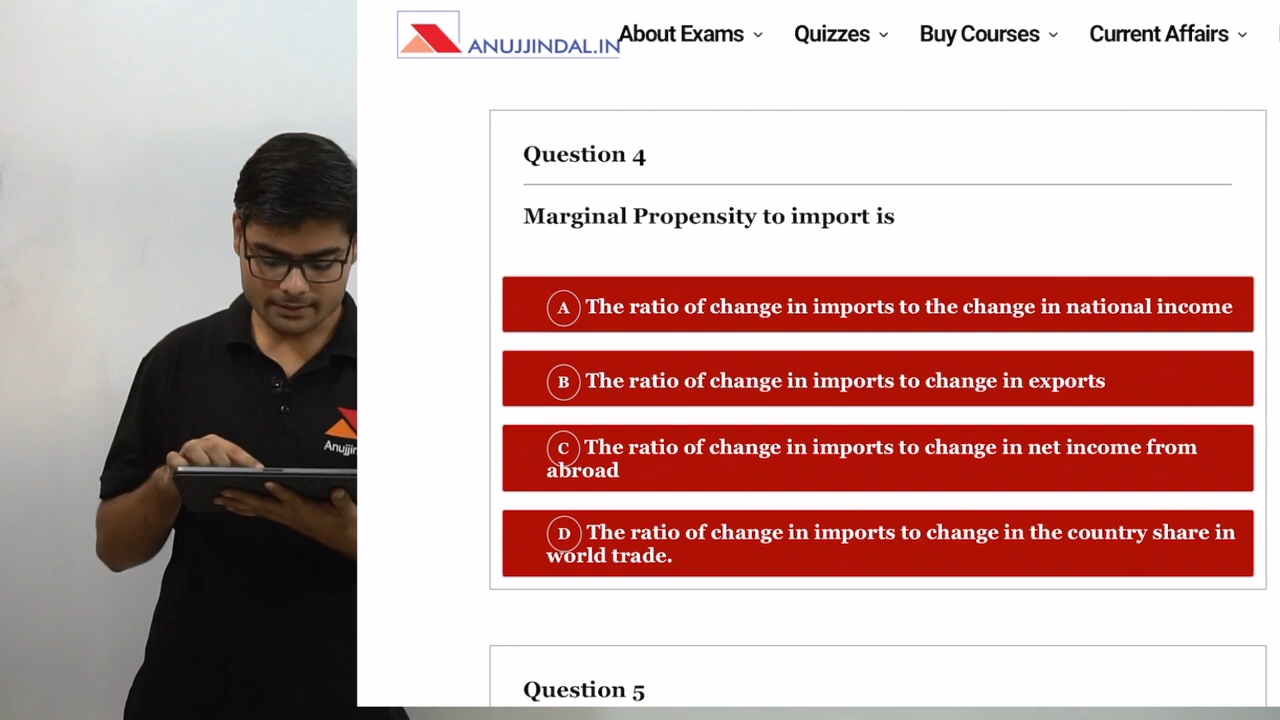 ANUJJINDAL.IN
About Exams
Quizzes
Buy Courses
Current Affairs
Question 4
Marginal Propensity to import is
A The ratio of change in imports to the change in national income
B The ratio of change in imports to change in exports
C The ratio of change in imports to change in net income from
abroad
D The ratio of change in imports to change in the country share in
world trade.
Question 5